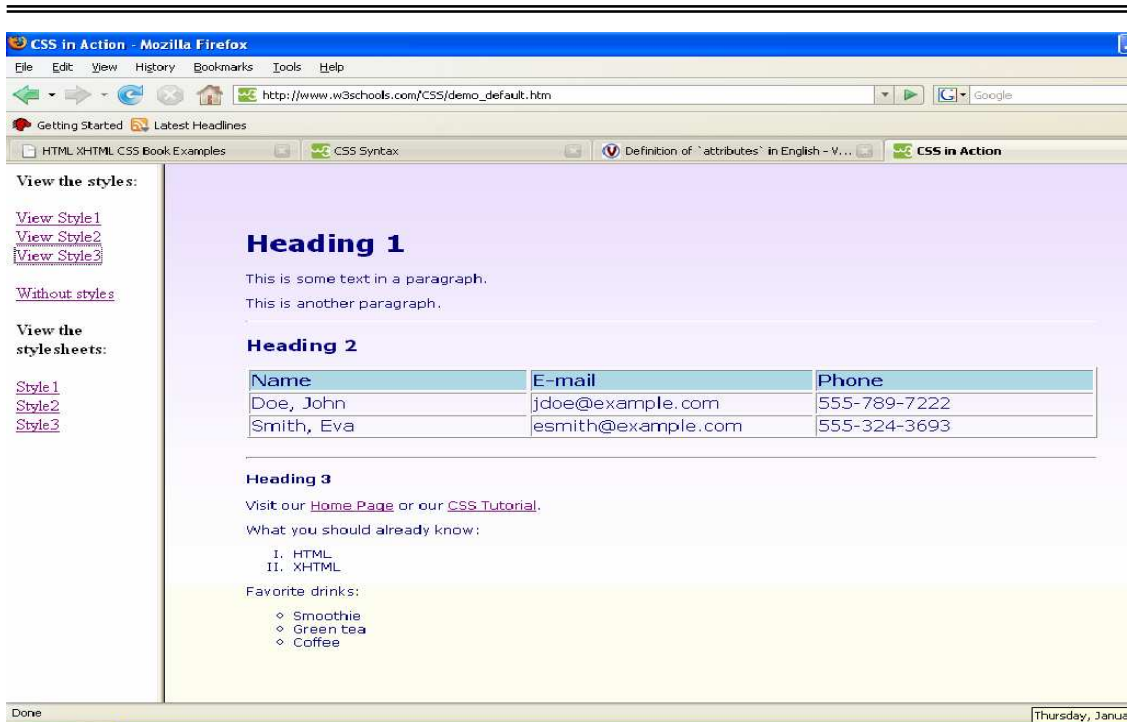 CSS in Action - Mozilla Firefox
File Edit View History Bookmarks Tools Help
http://www.w3schools.com/CSS/demo_default.htm
Google
Getting Started Latest Headlines
HTML XHTML CSS Book Examples
CSS Syntax
Definition of `attributes` in English - V...
CSS in Action
View the styles:
View Style1
View Style2
View Style3
Without styles
View the
stylesheets:
Style1
Style2
Style3
Heading 1
This is some text in a paragraph.
This is another paragraph.
Heading 2
Name E-mail Phone
Doe, John jdoe@example.com 555-789-7222
Smith, Eva esmith@example.com 555-324-3693
Heading 3
Visit our Home Page or our CSS Tutorial.
What you should already know:
I. HTML
II. XHTML
Favorite drinks:
Smoothie
Green tea
Coffee
Done
Thursday, Janua